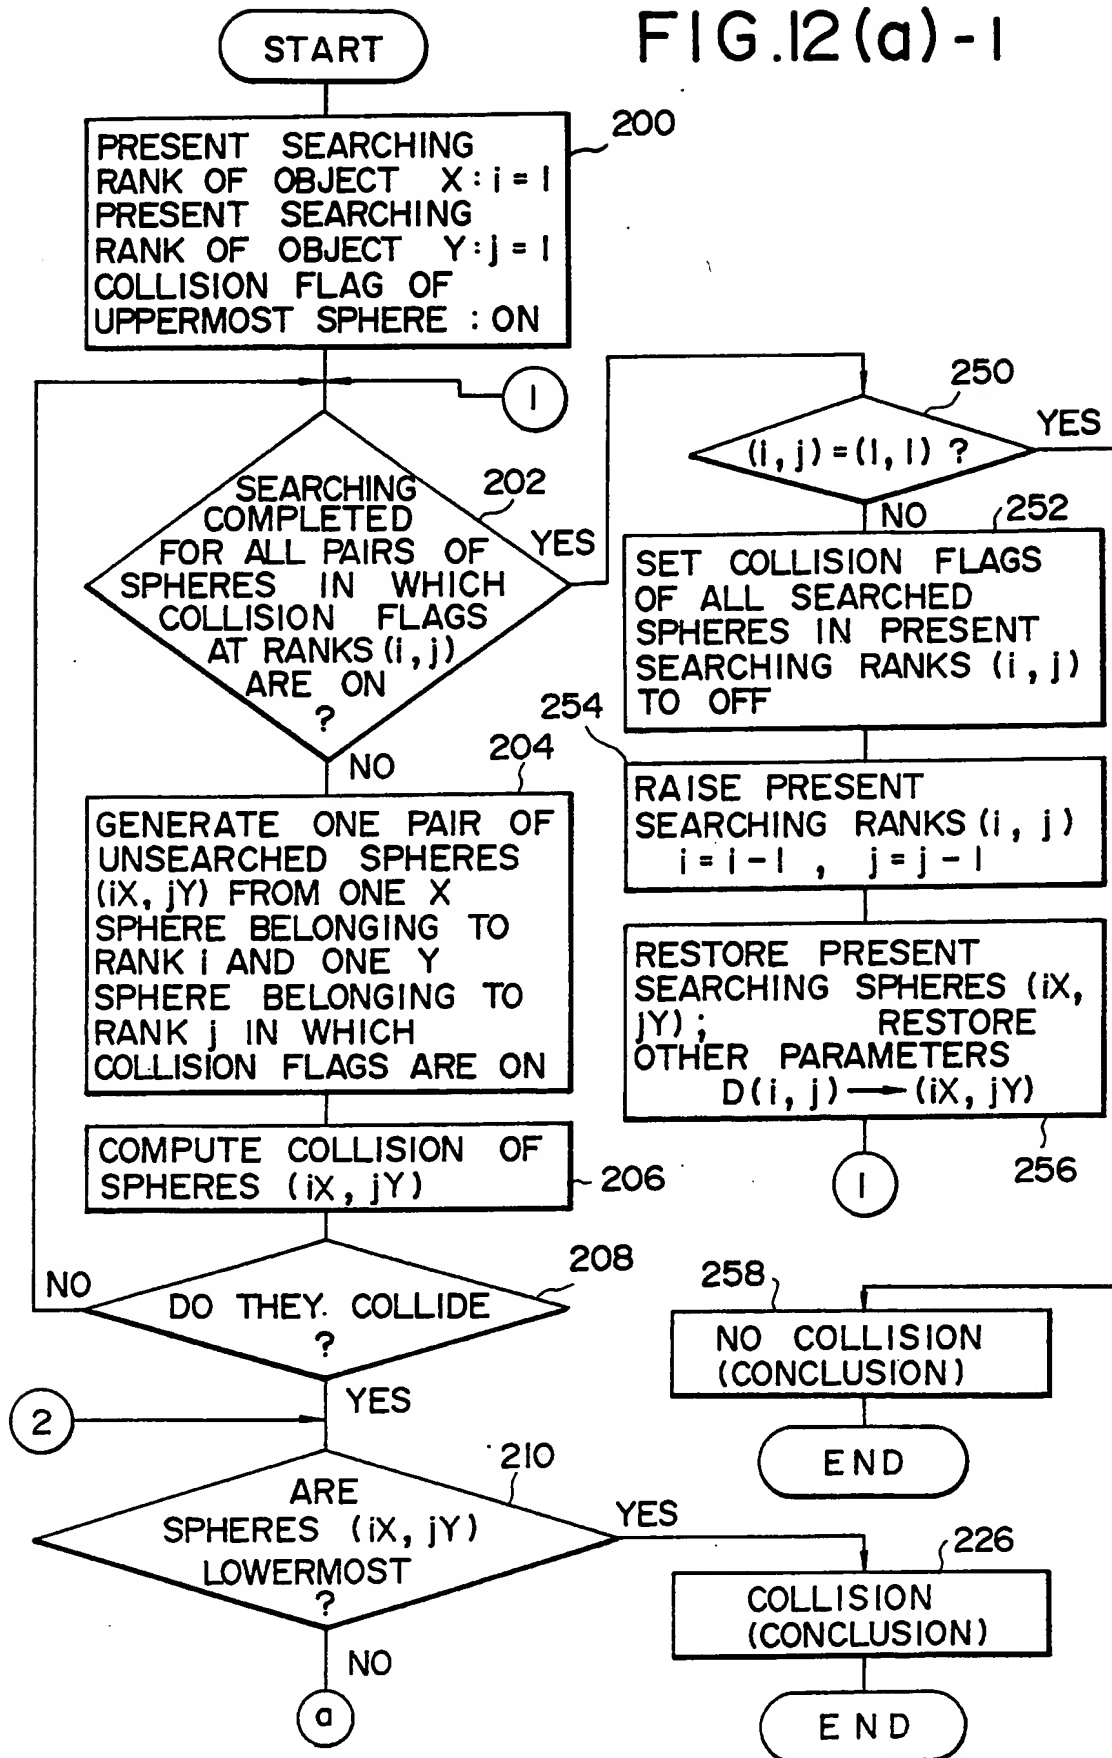 FIG.12(a)-1
START
200
PRESENT SEARCHING
RANK OF OBJECT X:i=1
PRESENT SEARCHING
RANK OF OBJECT Y:j=1
COLLISION FLAG OF
UPPERMOST SPHERE : ON
1
202
SEARCHING
COMPLETED
FOR ALL PAIRS OF
SPHERES IN WHICH
COLLISION FLAGS
AT RANKS (i,j)
ARE ON
?
YES
NO
204
GENERATE ONE PAIR OF
UNSEARCHED SPHERES
(iX, jY) FROM ONE X
SPHERE BELONGING TO
RANK i AND ONE Y
SPHERE BELONGING TO
RANK j IN WHICH
COLLISION FLAGS ARE ON
COMPUTE COLLISION OF
SPHERES (iX, jY)
206
208
NO
DO THEY. COLLIDE
?
YES
2
210
ARE
SPHERES (iX, jY)
LOWERMOST
?
YES
NO
a
250
(i,j)=(1,1) ?
YES
NO
252
SET COLLISION FLAGS
OF ALL SEARCHED
SPHERES IN PRESENT
SEARCHING RANKS (i,j)
TO OFF
254
RAISE PRESENT
SEARCHING RANKS (i,j)
i=i-1 , j=j-1
RESTORE PRESENT
SEARCHING SPHERES (iX,
jY); RESTORE
OTHER PARAMETERS
D(i,j)→(iX, jY)
256
1
258
NO COLLISION
(CONCLUSION)
END
226
COLLISION
(CONCLUSION)
END